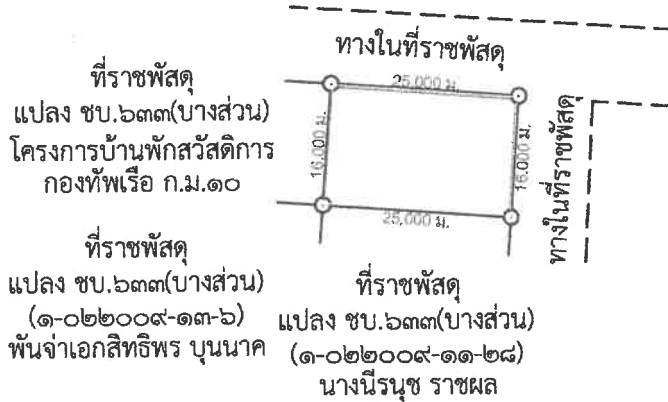 ทางในที่ราชพัสดุ
25.000 ม.
16.000 ม.
16.000 ม.
25.000 ม.
ทางในที่ราชพัสดุ
ที่ราชพัสดุ
แปลง ชบ.๖๓๓(บางส่วน)
โครงการบ้านพักสวัสดิการ
กองทัพเรือ ก.ม.๑๐
ที่ราชพัสดุ
แปลง ชบ.๖๓๓(บางส่วน)
(๑-๐๒๒๐๐๙-๑๓-๖)
พันจ่าเอกสิทธิพร บุนนาค
ที่ราชพัสดุ
แปลง ชบ.๖๓๓(บางส่วน)
(๑-๐๒๒๐๐๙-๑๑-๒๘)
นางนีรนุช ราชผล